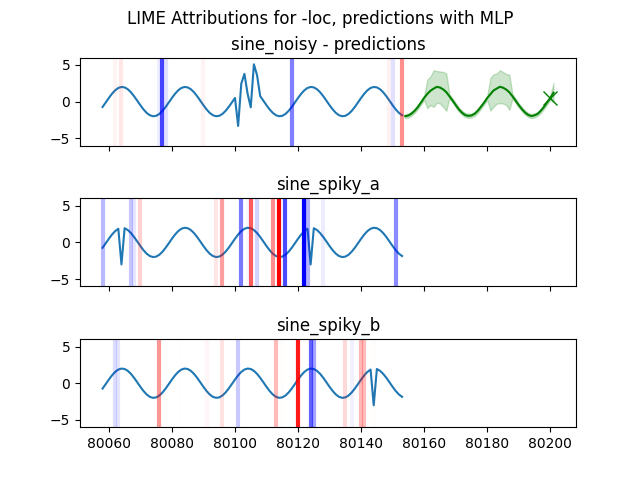 LIME Attributions for -loc, predictions with MLP
sine_noisy - predictions
5
0
−5
sine_spiky_a
5
0
−5
sine_spiky_b
5
0
−5
80060 80080 80100 80120 80140 80160 80180 80200